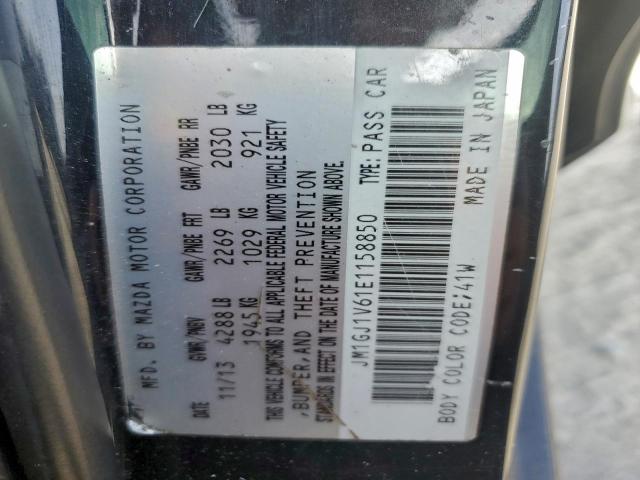 MFD. BY MAZDA MOTOR CORPORATION
DATE GVWR/PNBV GAWR/PNBE FRT GAWR/PNBE RR
11/13 4288 LB 2269 LB 2030 LB
1945 KG 1029 KG 921 KG
THIS VEHICLE CONFORMS TO ALL APPLICABLE FEDERAL MOTOR VEHICLE SAFETY
, BUMPER, AND THEFT PREVENTION
STANDARDS IN EFFECT ON THE DATE OF MANUFACTURE SHOWN ABOVE.
JM1GJ1V61E1158850 TYPE: PASS CAR
BODY COLOR CODE;41W MADE IN JAPAN